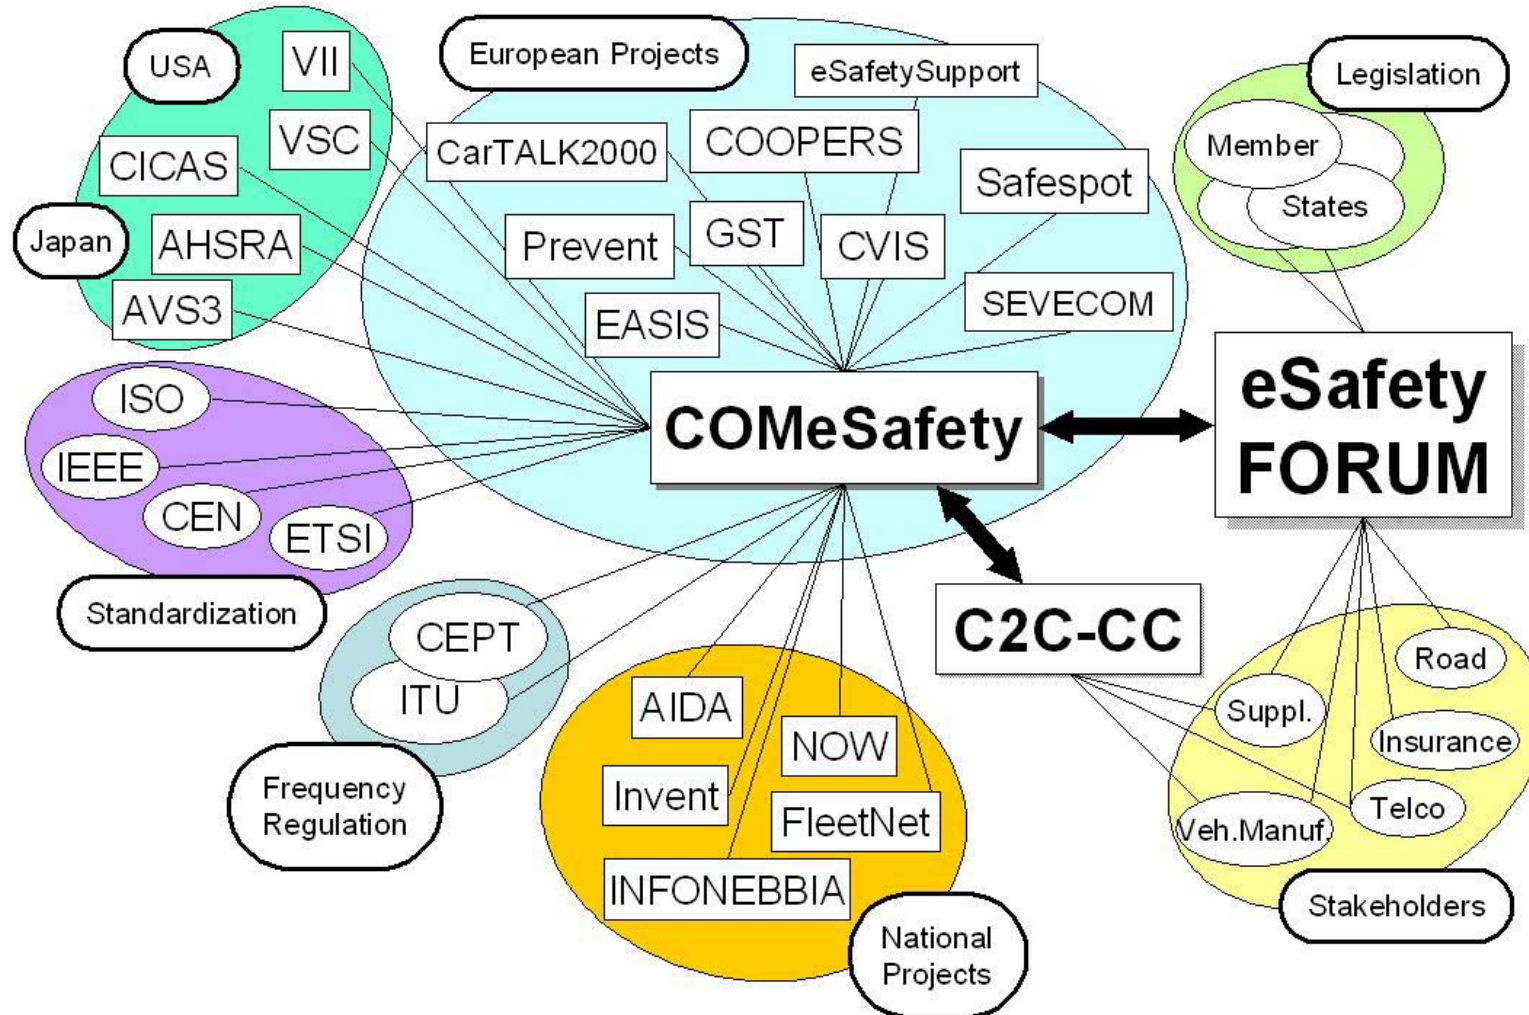 USA
VII
VSC
CICAS
Japan
AHSRA
AVS3
European Projects
eSafetySupport
CarTALK2000
COOPERS
Safespot
Prevent
GST
CVIS
EASIS
SEVECOM
Legislation
Member
States
COMeSafety
eSafety
FORUM
C2C-CC
ISO
IEEE
CEN
ETSI
Standardization
CEPT
ITU
Frequency
Regulation
AIDA
NOW
Invent
FleetNet
INFONEBBIA
National
Projects
Road
Suppl.
Insurance
Telco
Veh.Manuf.
Stakeholders